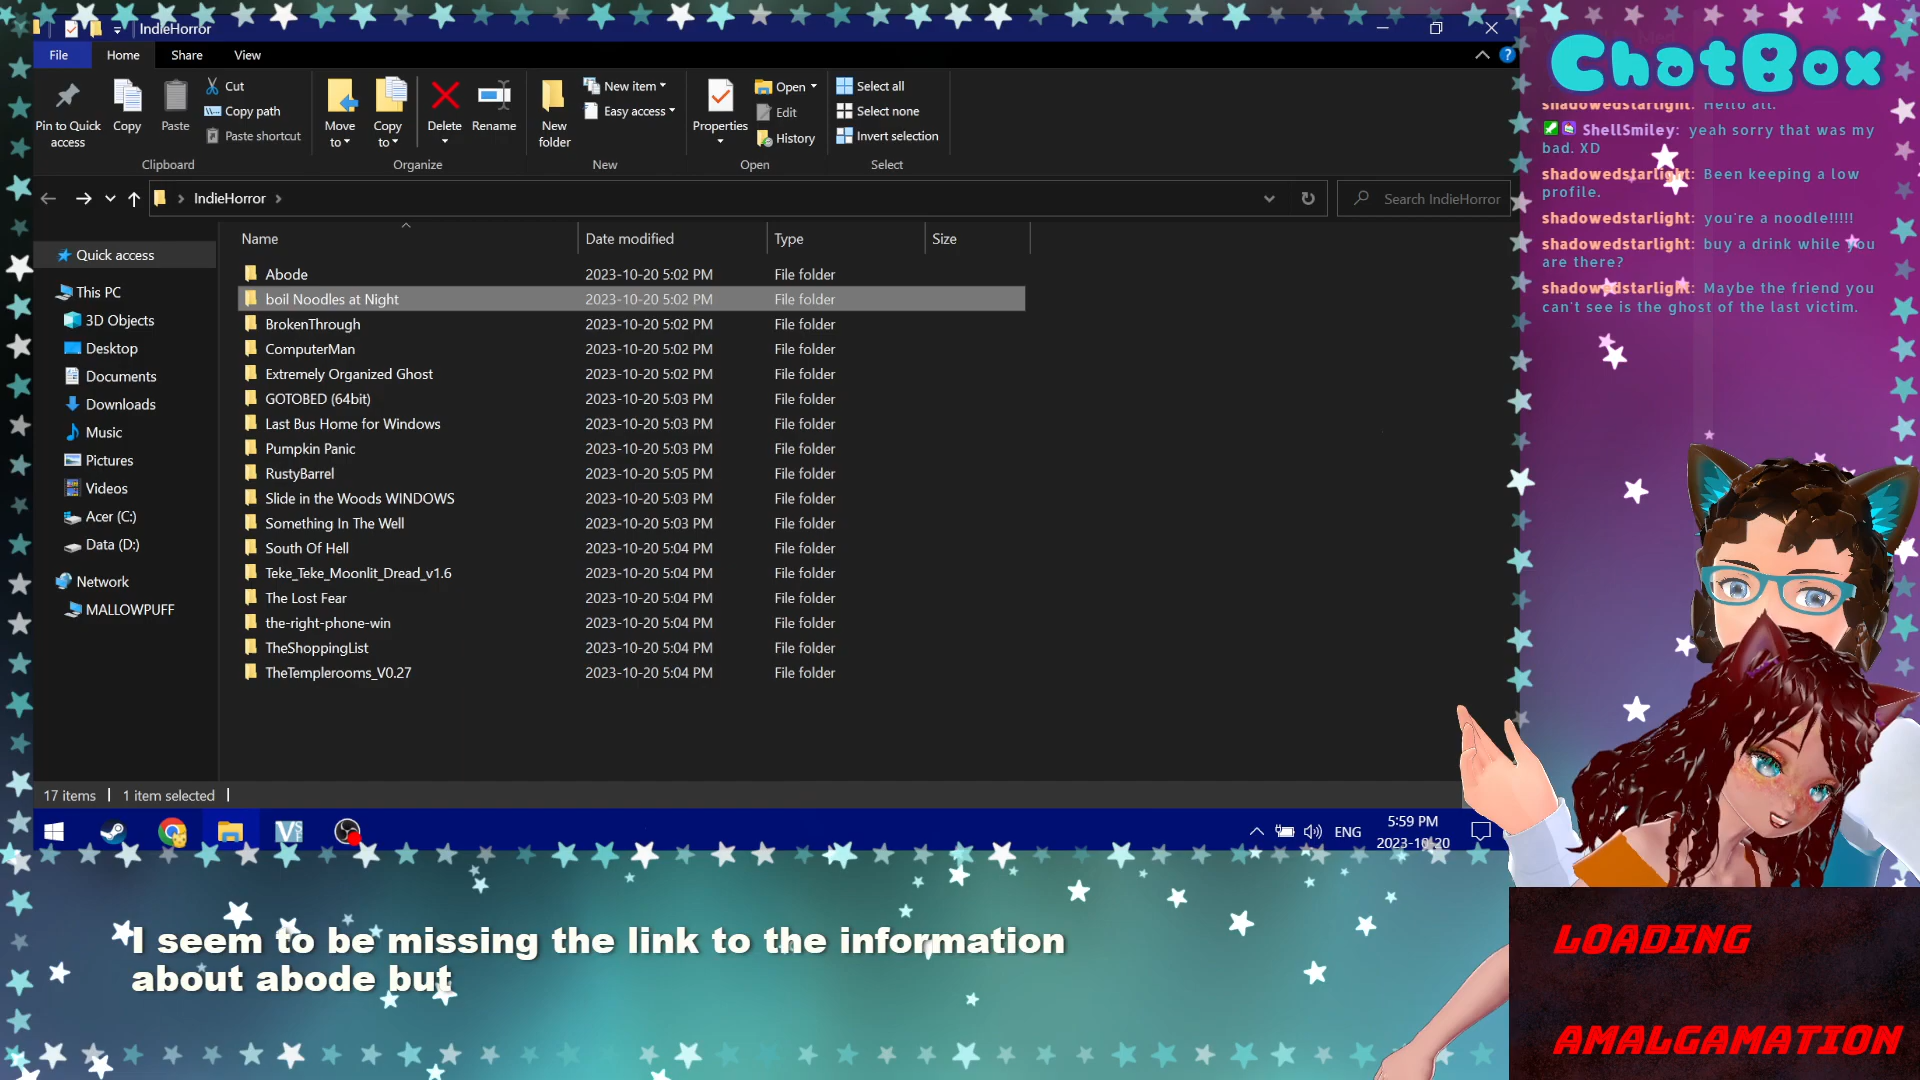 IndieHorror
File Home Share View
Pin to Quick access
Copy
Paste
Cut
Copy path
Paste shortcut
Clipboard
Move to
Copy to
Delete
Rename
Organize
New folder
New item
Easy access
New
Properties
Open
Edit
History
Open
Select all
Select none
Invert selection
Select
IndieHorror
Search IndieHorror
Quick access
This PC
3D Objects
Desktop
Documents
Downloads
Music
Pictures
Videos
Acer (C:)
Data (D:)
Network
MALLOWPUFF
Name Date modified Type Size
Abode 2023-10-20 5:02 PM File folder
boil Noodles at Night 2023-10-20 5:02 PM File folder
BrokenThrough 2023-10-20 5:02 PM File folder
ComputerMan 2023-10-20 5:02 PM File folder
Extremely Organized Ghost 2023-10-20 5:02 PM File folder
GOTOBED (64bit) 2023-10-20 5:03 PM File folder
Last Bus Home for Windows 2023-10-20 5:03 PM File folder
Pumpkin Panic 2023-10-20 5:03 PM File folder
RustyBarrel 2023-10-20 5:05 PM File folder
Slide in the Woods WINDOWS 2023-10-20 5:03 PM File folder
Something In The Well 2023-10-20 5:03 PM File folder
South Of Hell 2023-10-20 5:04 PM File folder
Teke_Teke_Moonlit_Dread_v1.6 2023-10-20 5:04 PM File folder
The Lost Fear 2023-10-20 5:04 PM File folder
the-right-phone-win 2023-10-20 5:04 PM File folder
TheShoppingList 2023-10-20 5:04 PM File folder
TheTemplerooms_V0.27 2023-10-20 5:04 PM File folder
17 items 1 item selected
ENG
5:59 PM
2023-10-20
ChatBox
shadowedstarlight: Hello all.
ShellSmiley: yeah sorry that was my
bad. XD
shadowedstarlight: Been keeping a low
profile.
shadowedstarlight: you're a noodle!!!!!
shadowedstarlight: buy a drink while you
are there?
shadowedstarlight: Maybe the friend you
can't see is the ghost of the last victim.
I seem to be missing the link to the information
about abode but
LOADING
AMALGAMATION